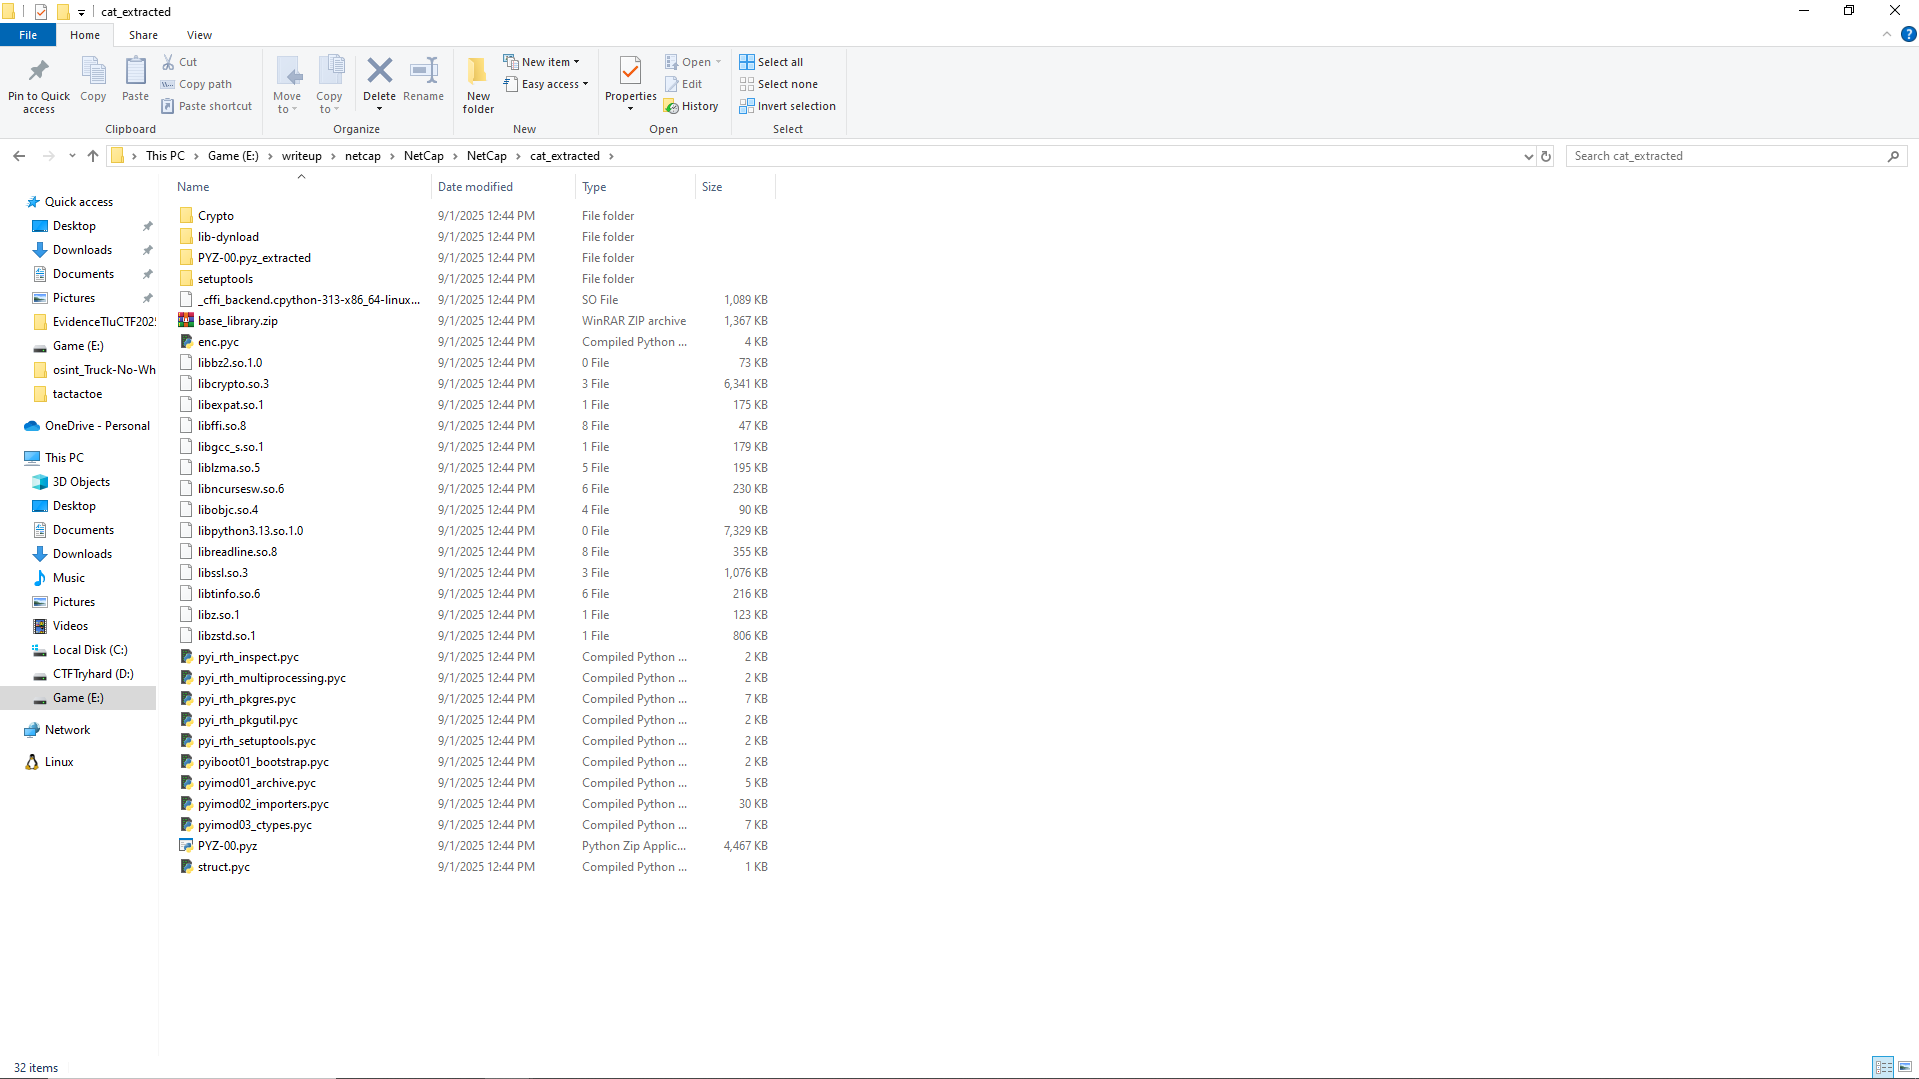 cat_extracted
File Home Share View
Pin to Quick access
Copy
Paste
Cut
Copy path
Paste shortcut
Clipboard
Move to
Copy to
Delete
Rename
Organize
New folder
New item
Easy access
New
Properties
Open
Edit
History
Open
Select all
Select none
Invert selection
Select
This PC > Game (E:) > writeup > netcap > NetCap > NetCap > cat_extracted >
Search cat_extracted
Quick access
Desktop
Downloads
Documents
Pictures
EvidenceTluCTF202
Game (E:)
osint_Truck-No-Wh
tactactoe
OneDrive - Personal
This PC
3D Objects
Desktop
Documents
Downloads
Music
Pictures
Videos
Local Disk (C:)
CTFTryhard (D:)
Game (E:)
Network
Linux
Name Date modified Type Size
Crypto 9/1/2025 12:44 PM File folder
lib-dynload 9/1/2025 12:44 PM File folder
PYZ-00.pyz_extracted 9/1/2025 12:44 PM File folder
setuptools 9/1/2025 12:44 PM File folder
_cffi_backend.cpython-313-x86_64-linux... 9/1/2025 12:44 PM SO File 1,089 KB
base_library.zip 9/1/2025 12:44 PM WinRAR ZIP archive 1,367 KB
enc.pyc 9/1/2025 12:44 PM Compiled Python ... 4 KB
libbz2.so.1.0 9/1/2025 12:44 PM 0 File 73 KB
libcrypto.so.3 9/1/2025 12:44 PM 3 File 6,341 KB
libexpat.so.1 9/1/2025 12:44 PM 1 File 175 KB
libffi.so.8 9/1/2025 12:44 PM 8 File 47 KB
libgcc_s.so.1 9/1/2025 12:44 PM 1 File 179 KB
liblzma.so.5 9/1/2025 12:44 PM 5 File 195 KB
libncursesw.so.6 9/1/2025 12:44 PM 6 File 230 KB
libobjc.so.4 9/1/2025 12:44 PM 4 File 90 KB
libpython3.13.so.1.0 9/1/2025 12:44 PM 0 File 7,329 KB
libreadline.so.8 9/1/2025 12:44 PM 8 File 355 KB
libssl.so.3 9/1/2025 12:44 PM 3 File 1,076 KB
libtinfo.so.6 9/1/2025 12:44 PM 6 File 216 KB
libz.so.1 9/1/2025 12:44 PM 1 File 123 KB
libzstd.so.1 9/1/2025 12:44 PM 1 File 806 KB
pyi_rth_inspect.pyc 9/1/2025 12:44 PM Compiled Python ... 2 KB
pyi_rth_multiprocessing.pyc 9/1/2025 12:44 PM Compiled Python ... 2 KB
pyi_rth_pkgres.pyc 9/1/2025 12:44 PM Compiled Python ... 7 KB
pyi_rth_pkgutil.pyc 9/1/2025 12:44 PM Compiled Python ... 2 KB
pyi_rth_setuptools.pyc 9/1/2025 12:44 PM Compiled Python ... 2 KB
pyiboot01_bootstrap.pyc 9/1/2025 12:44 PM Compiled Python ... 2 KB
pyimod01_archive.pyc 9/1/2025 12:44 PM Compiled Python ... 5 KB
pyimod02_importers.pyc 9/1/2025 12:44 PM Compiled Python ... 30 KB
pyimod03_ctypes.pyc 9/1/2025 12:44 PM Compiled Python ... 7 KB
PYZ-00.pyz 9/1/2025 12:44 PM Python Zip Applic... 4,467 KB
struct.pyc 9/1/2025 12:44 PM Compiled Python ... 1 KB
32 items